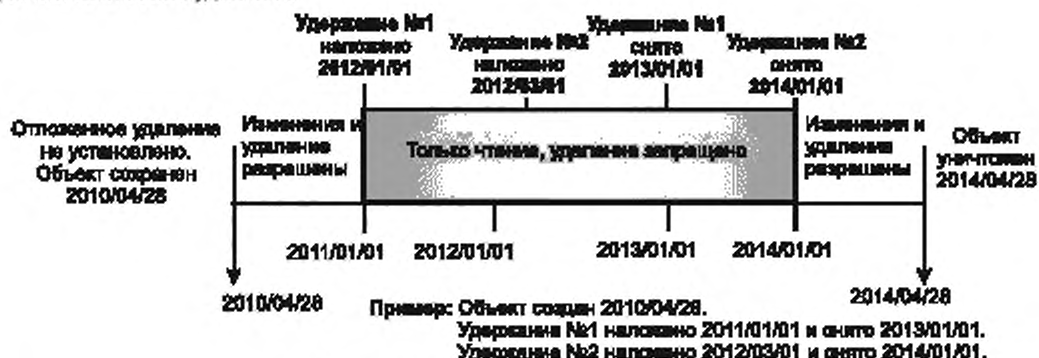 Удержание №1
наложено
2012/01/01
Удержание №2
наложено
2012/03/01
Удержание №1
снято
2013/01/01
Удержание №2
снято
2014/01/01
Отложенное удаление
не установлено.
Объект сохранен
2010/04/28
Изменения и
удаление
разрешены
Только чтение, удаление запрещено
Изменения и
удаление
разрешены
Объект
уничтожен
2014/04/28
2011/01/01
2012/01/01
2013/01/01
2014/01/01
2010/04/28
2014/04/28
Пример: Объект создан 2010/04/28.
Удержание №1 наложено 2011/01/01 и снято 2013/01/01.
Удержание №2 наложено 2012/03/01 и снято 2014/01/01.